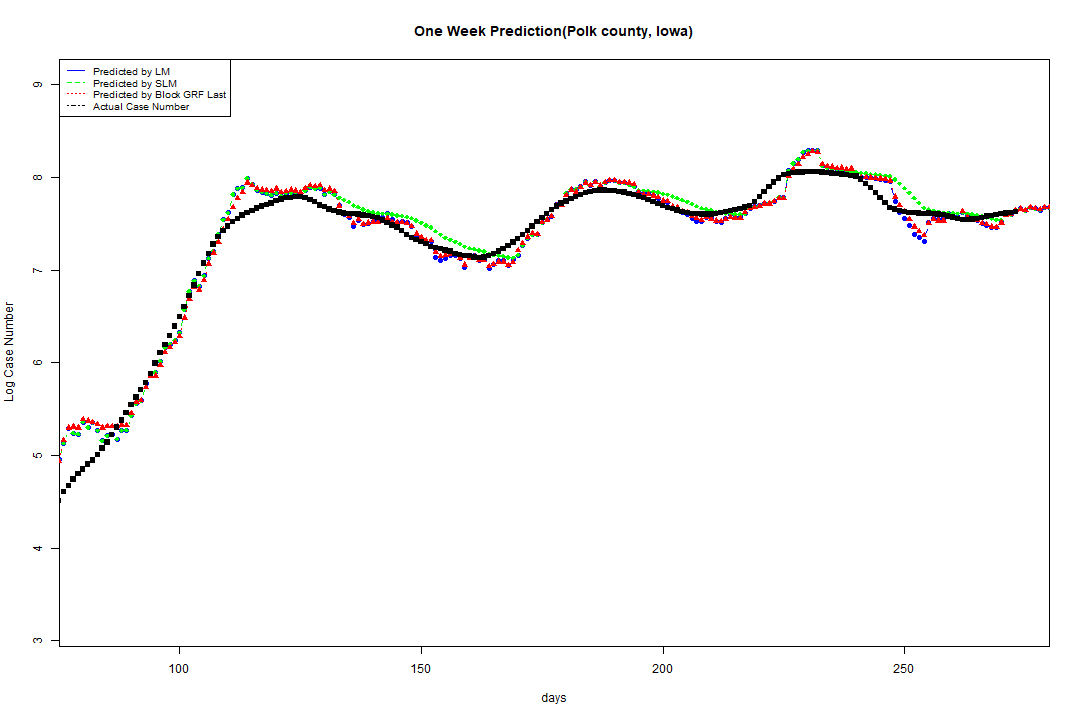 One Week Prediction(Polk county, Iowa)
Predicted by LM
Predicted by SLM
Predicted by Block GRF Last
Actual Case Number
9
8
7
6
5
4
3
Log Case Number
100 150 200 250
days